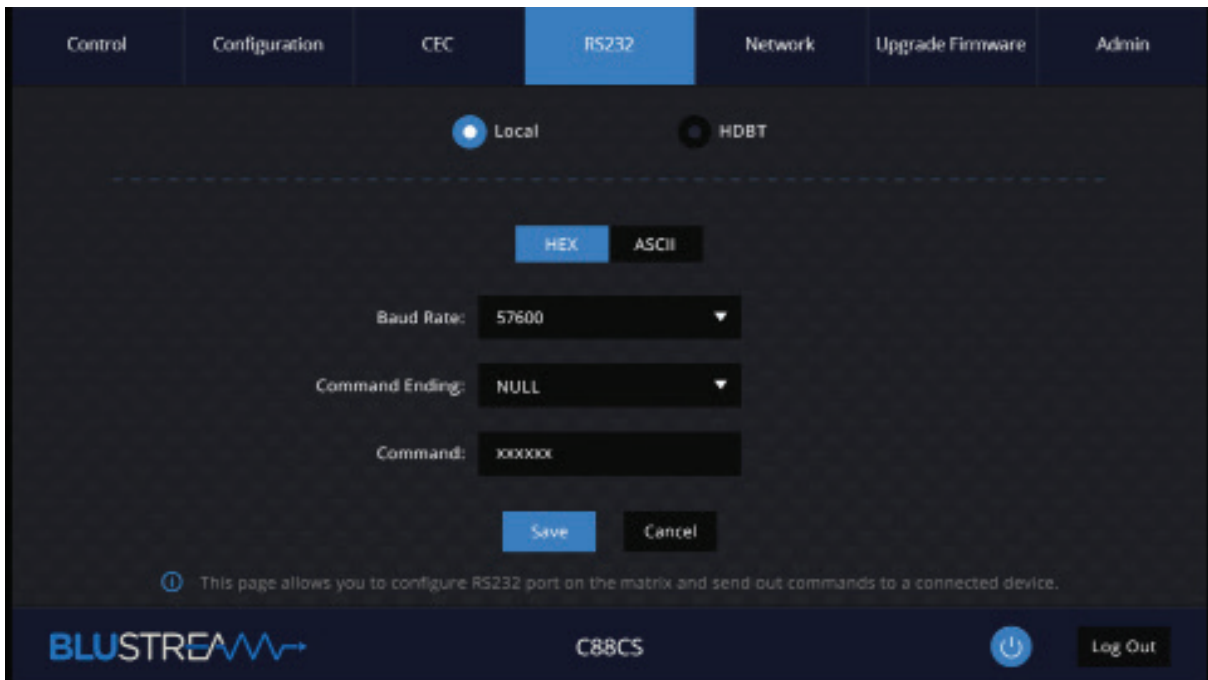 Control Configuration CEC RS232 Network Upgrade Firmware Admin
Local HDBT
HEX ASCII
Baud Rate: 57600
Command Ending: NULL
Command: xxxxxx
Save Cancel
This page allows you to configure RS232 port on the matrix and send out commands to a connected device.
BLUSTREAM C88CS Log Out